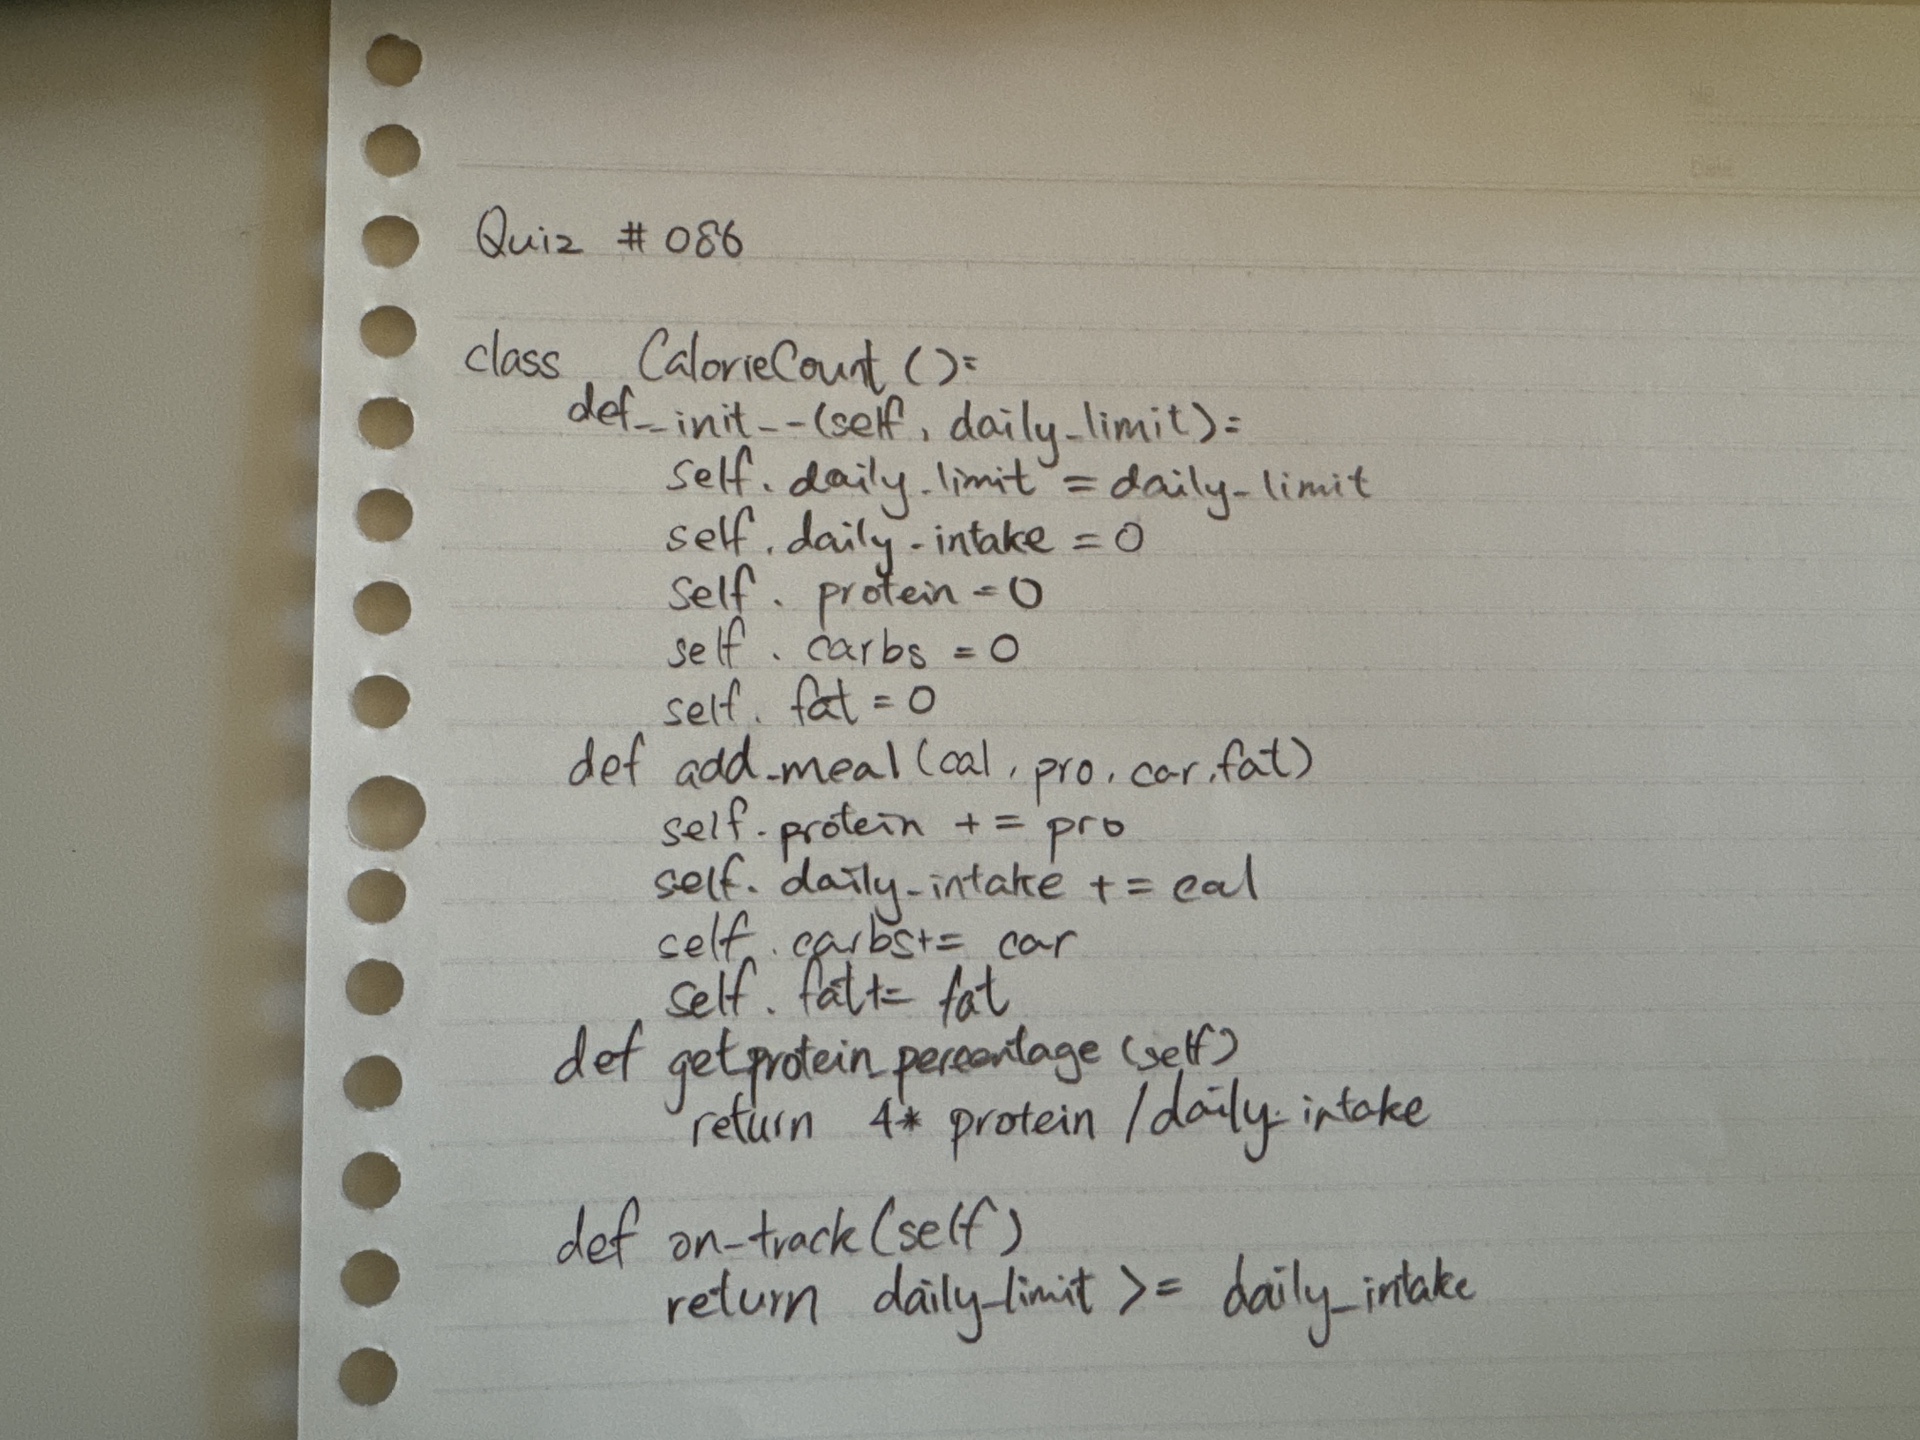 Quiz #086
class CalorieCount():
def __init__(self, daily_limit):
self.daily_limit = daily_limit
self.daily_intake = 0
self.protein = 0
self.carbs = 0
self.fat = 0
def add_meal(cal, pro, car, fat)
self.protein += pro
self.daily_intake += cal
self.carbs += car
self.fat += fat
def get_protein_percentage(self)
return 4* protein /daily_intake
def on_track(self)
return daily_limit >= daily_intake